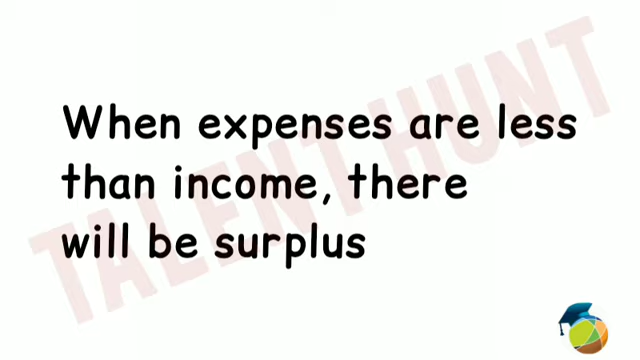 When expenses are less
than income, there
will be surplus
TALENT HUNT